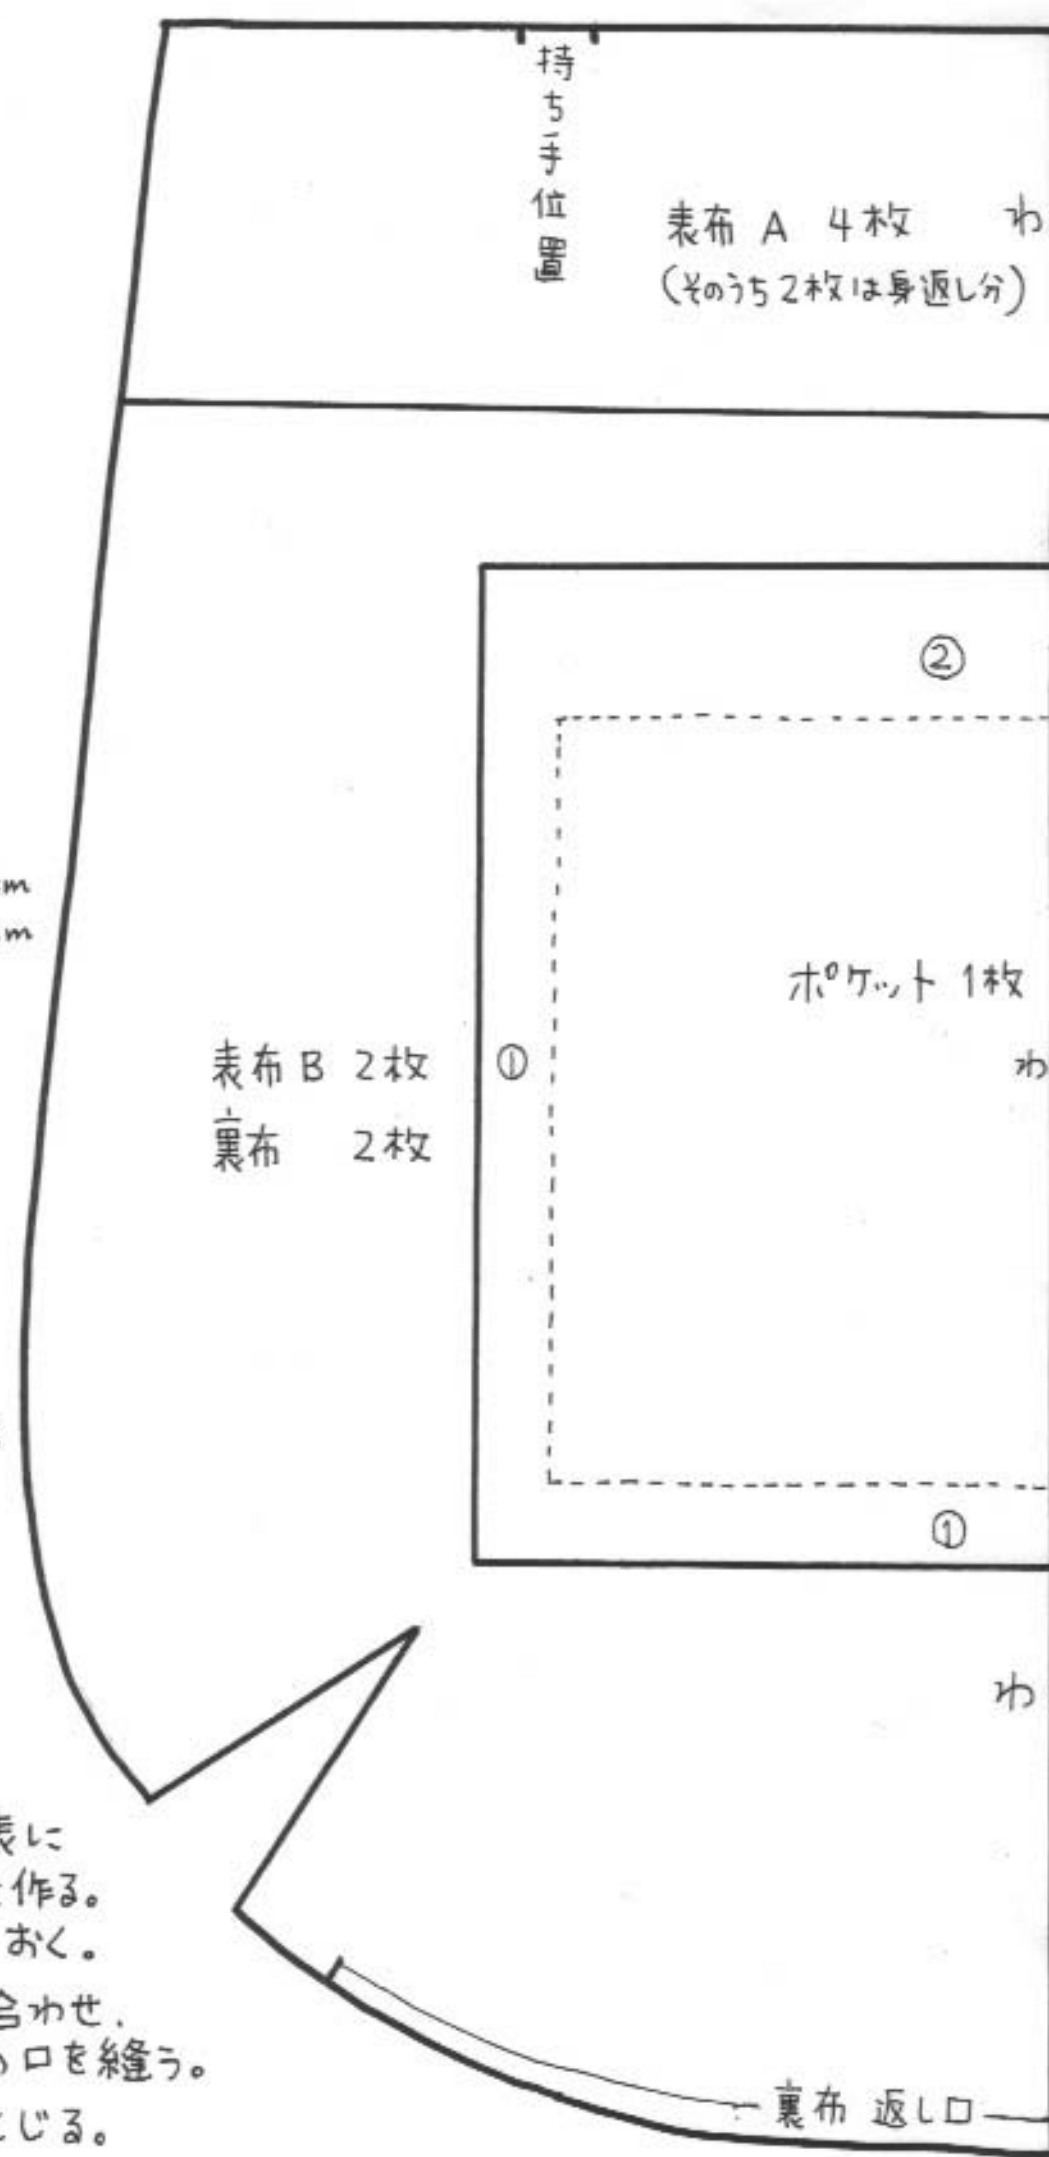 持ち手位置
表布 A 4枚 わ
(そのうち2枚は身返し分)
②
m
m
ポケット 1枚
わ
表布 B 2枚
①
裏布 2枚
①
わ
表に
作る。
おく。
合わせ、
口を縫う。
とじる。
裏布 返し口